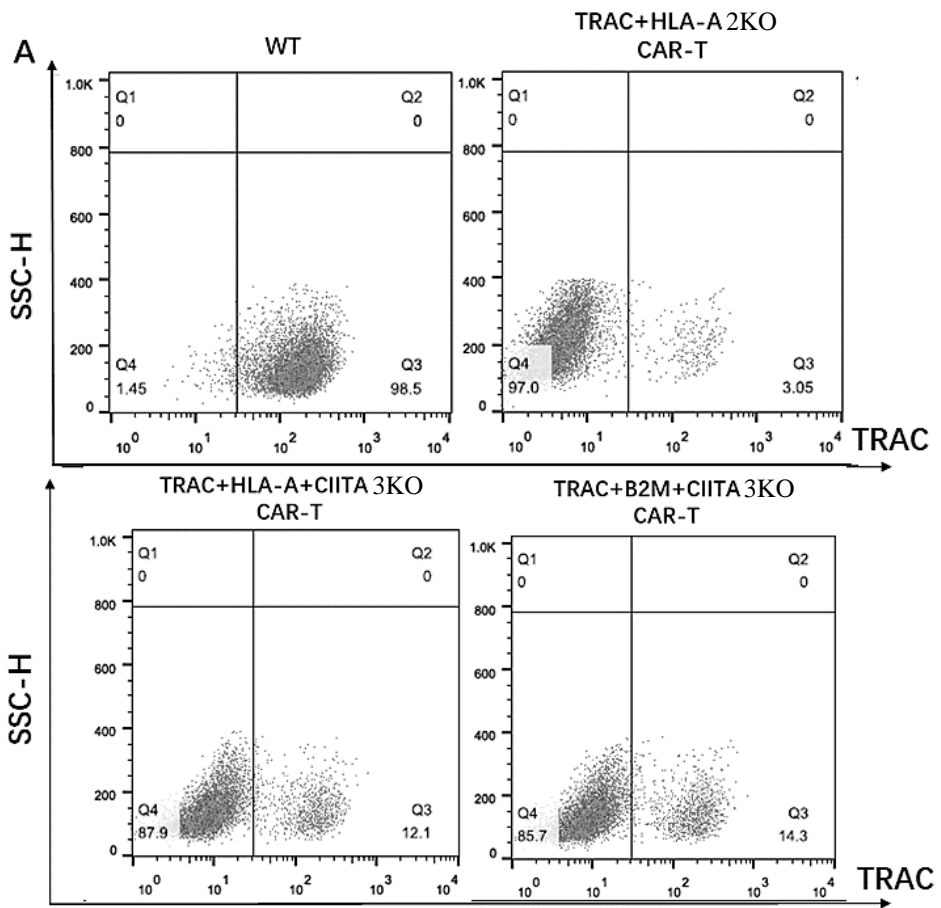 A
WT
TRAC+HLA-A 2KO
CAR-T
1.0K
800
600
400
200
0
Q1
0
Q2
0
Q4
1.45
Q3
98.5
10^0
10^1
10^2
10^3
10^4
SSC-H
1.0K
800
600
400
200
0
Q1
0
Q2
0
Q4
97.0
Q3
3.05
10^0
10^1
10^2
10^3
10^4
TRAC
TRAC+HLA-A+CIITA 3KO
CAR-T
TRAC+B2M+CIITA 3KO
CAR-T
1.0K
800
600
400
200
0
Q1
0
Q2
0
Q4
87.9
Q3
12.1
10^0
10^1
10^2
10^3
10^4
SSC-H
1.0K
800
600
400
200
0
Q1
0
Q2
0
Q4
85.7
Q3
14.3
10^0
10^1
10^2
10^3
10^4
TRAC